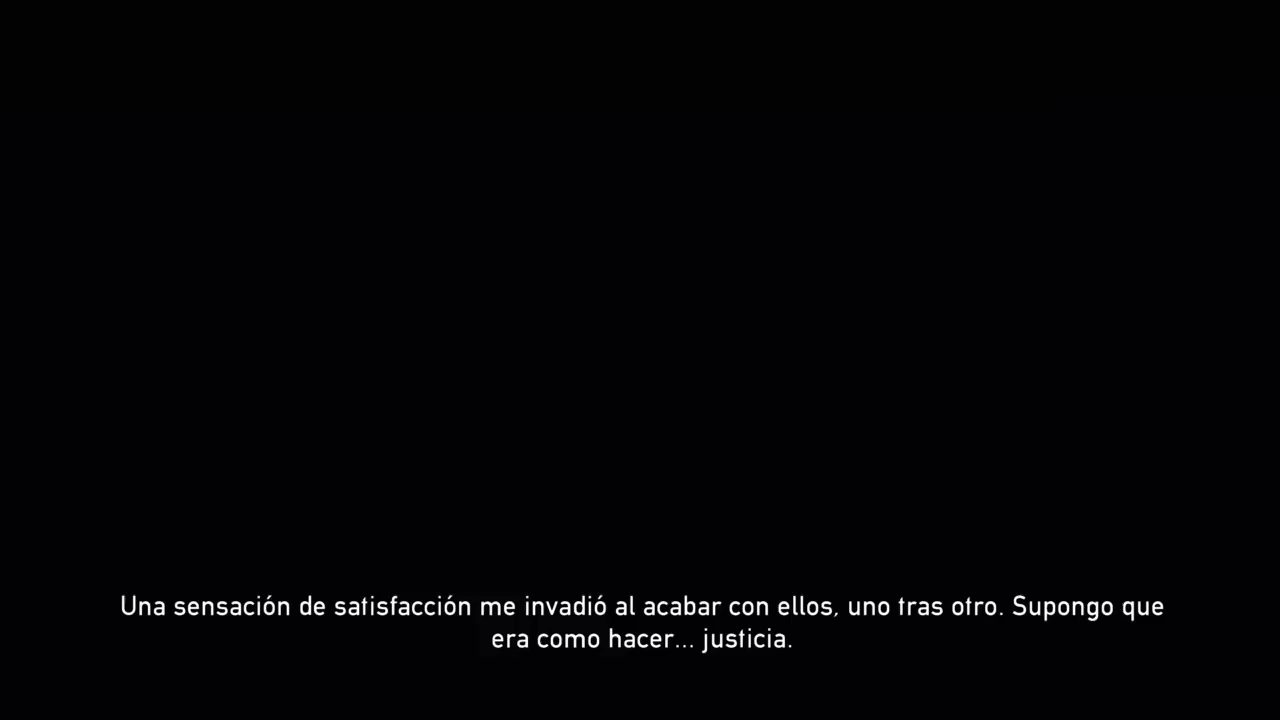 Una sensación de satisfacción me invadió al acabar con ellos, uno tras otro. Supongo que
era como hacer... justicia.